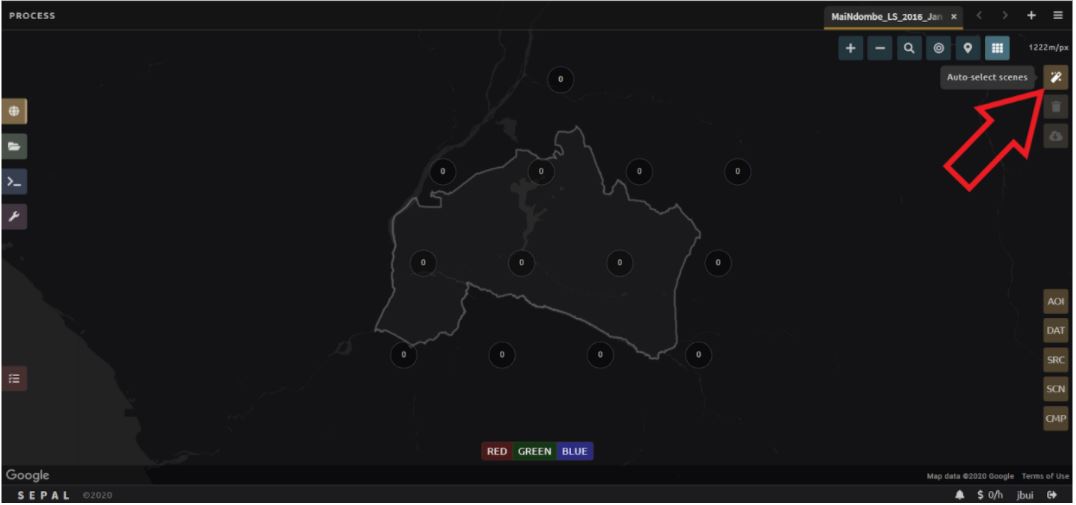 PROCESS
MaiNdombe_LS_2016_Jan
1222m/px
Auto-select scenes
0
0 0 0 0
0 0 0 0
0 0 0 0
AOI
DAT
SRC
SCN
CMP
RED GREEN BLUE
Google
Map data ©2020 Google Terms of Use
SEPAL ©2020
$ 0/h jbui